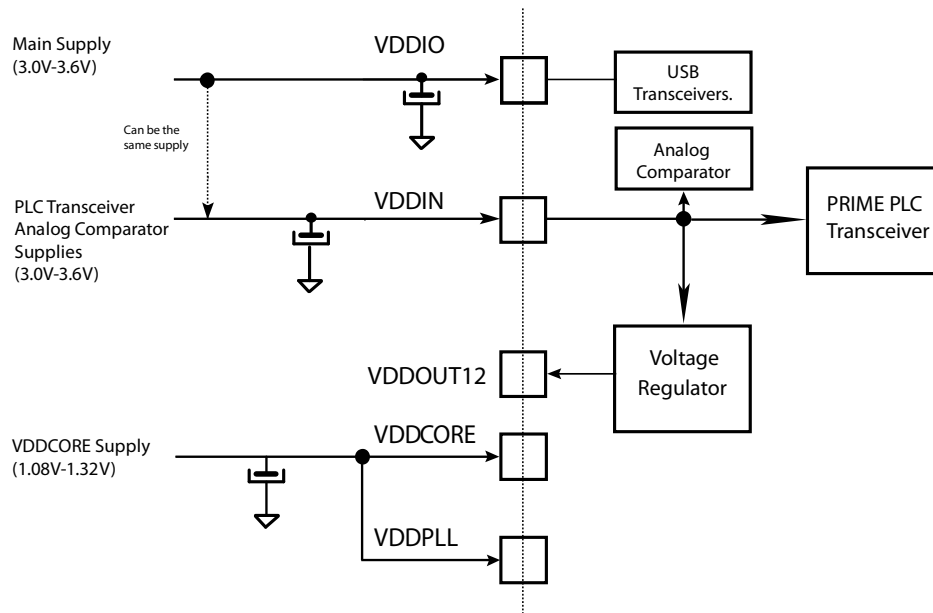 Main Supply
(3.0V-3.6V)
VDDIO
USB
Transceivers.
Can be the
same supply
Analog
Comparator
PLC Transceiver
Analog Comparator
Supplies
(3.0V-3.6V)
VDDIN
PRIME PLC
Transceiver
VDDOUT12
Voltage
Regulator
VDDCORE Supply
(1.08V-1.32V)
VDDCORE
VDDPLL